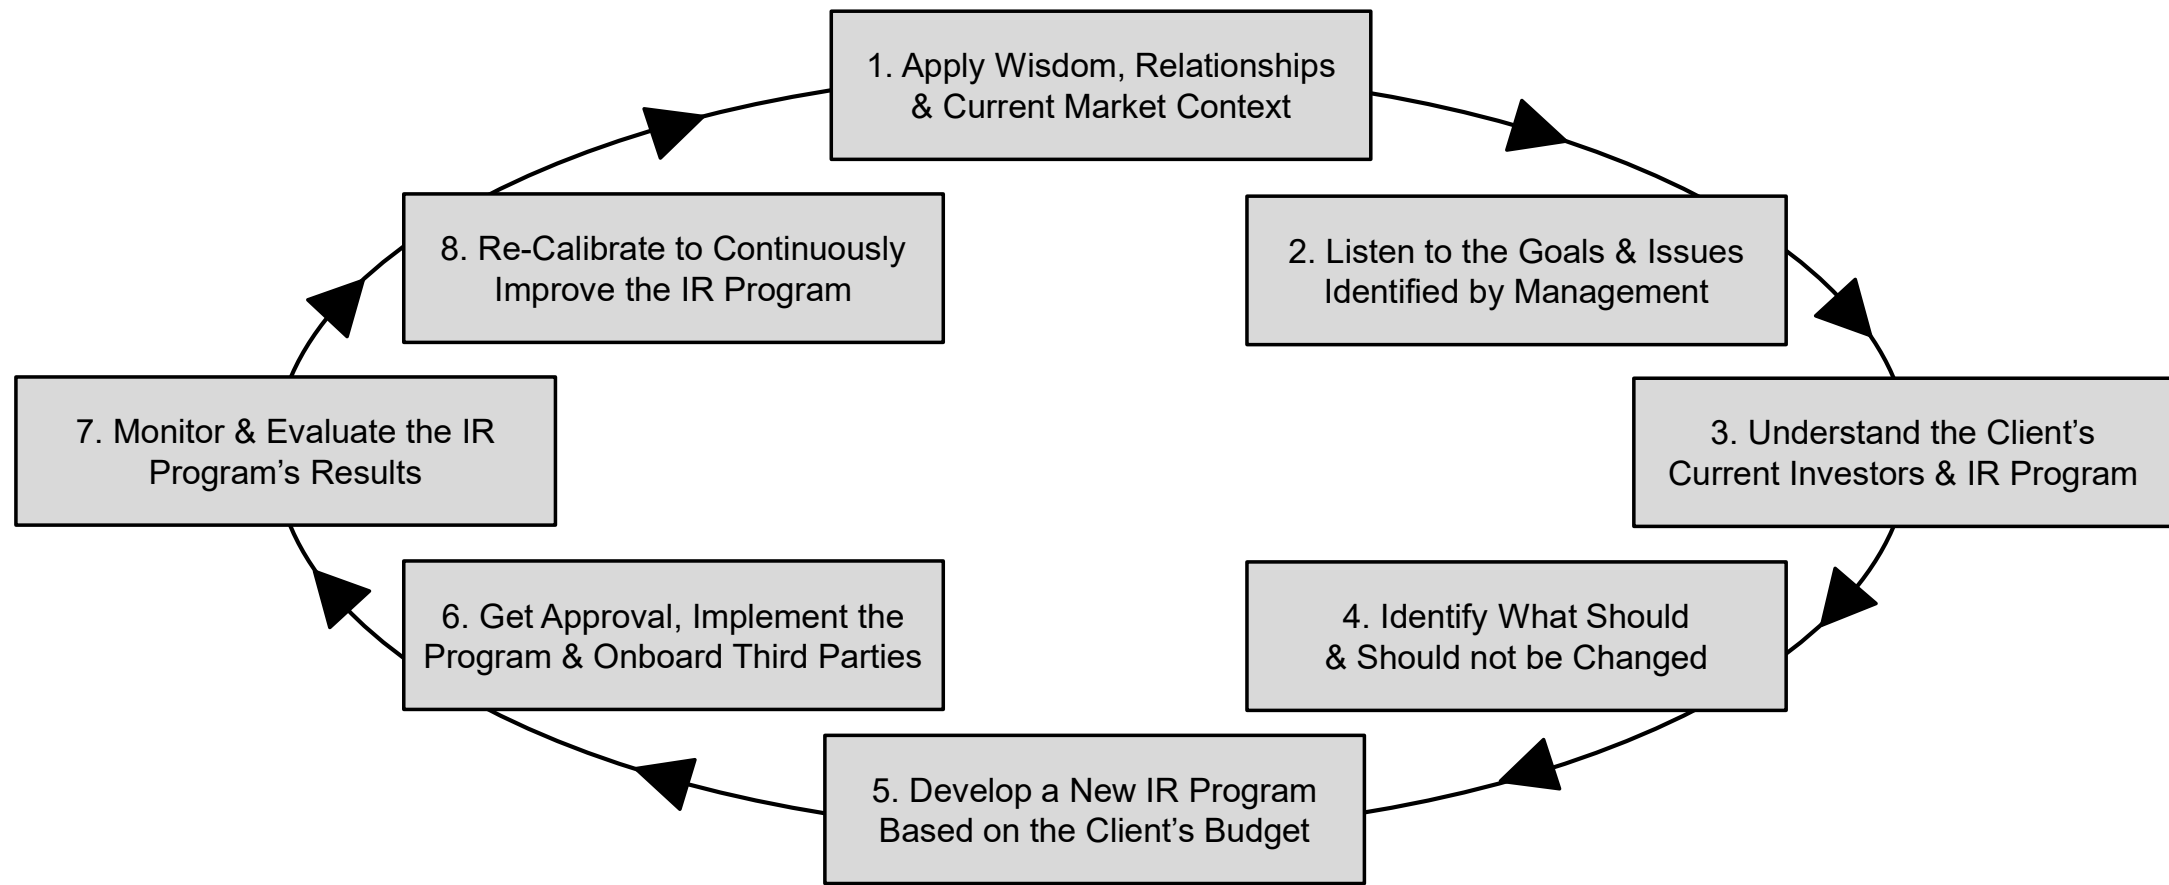 1. Apply Wisdom, Relationships
& Current Market Context
2. Listen to the Goals & Issues
Identified by Management
3. Understand the Client’s
Current Investors & IR Program
4. Identify What Should
& Should not be Changed
5. Develop a New IR Program
Based on the Client’s Budget
6. Get Approval, Implement the
Program & Onboard Third Parties
7. Monitor & Evaluate the IR
Program’s Results
8. Re-Calibrate to Continuously
Improve the IR Program